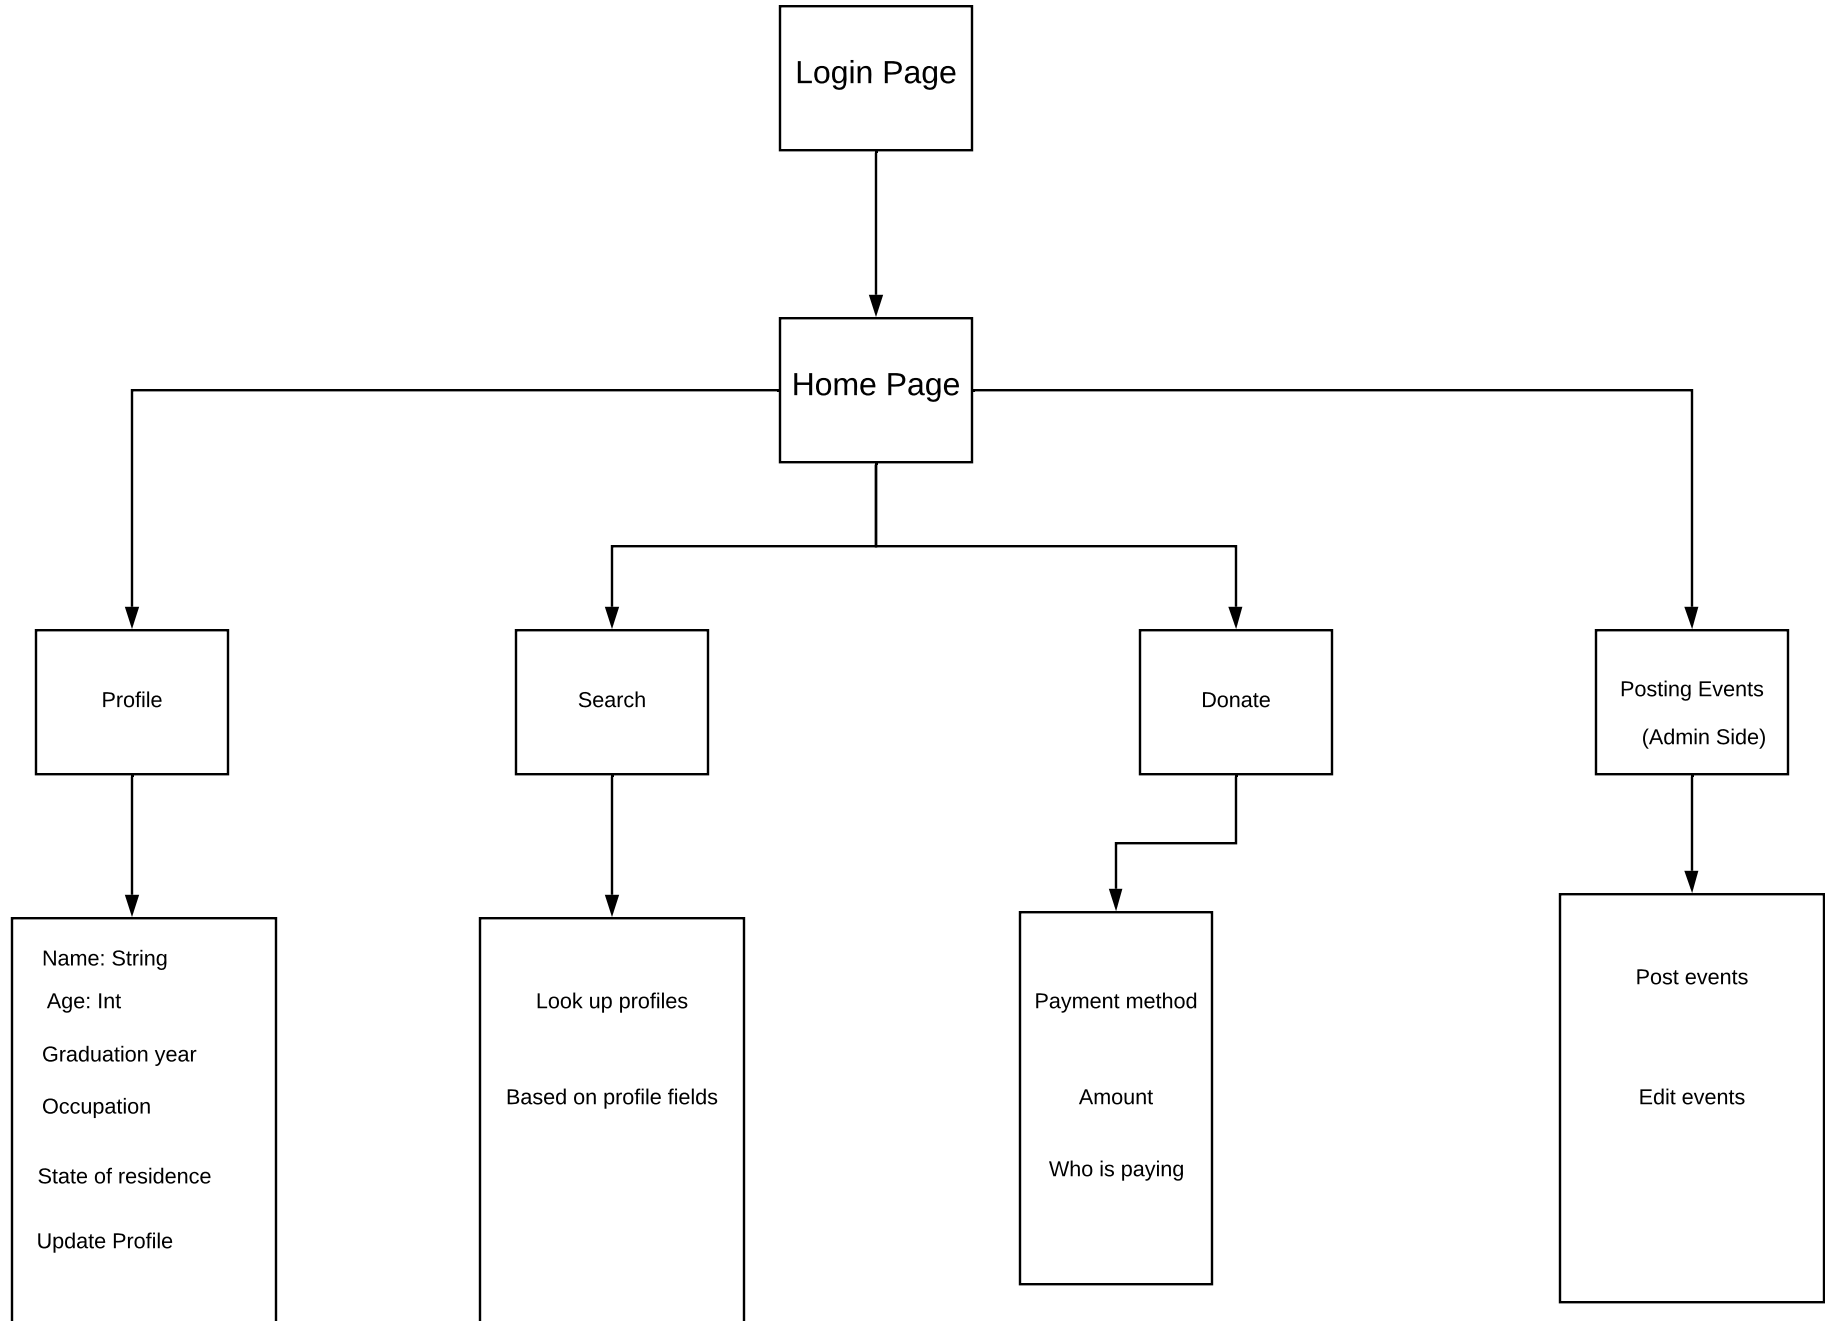 Login Page
Home Page
Profile
Search
Donate
Posting Events
(Admin Side)
Name: String
Age: Int
Graduation year
Occupation
State of residence
Update Profile
Look up profiles
Based on profile fields
Payment method
Amount
Who is paying
Post events
Edit events